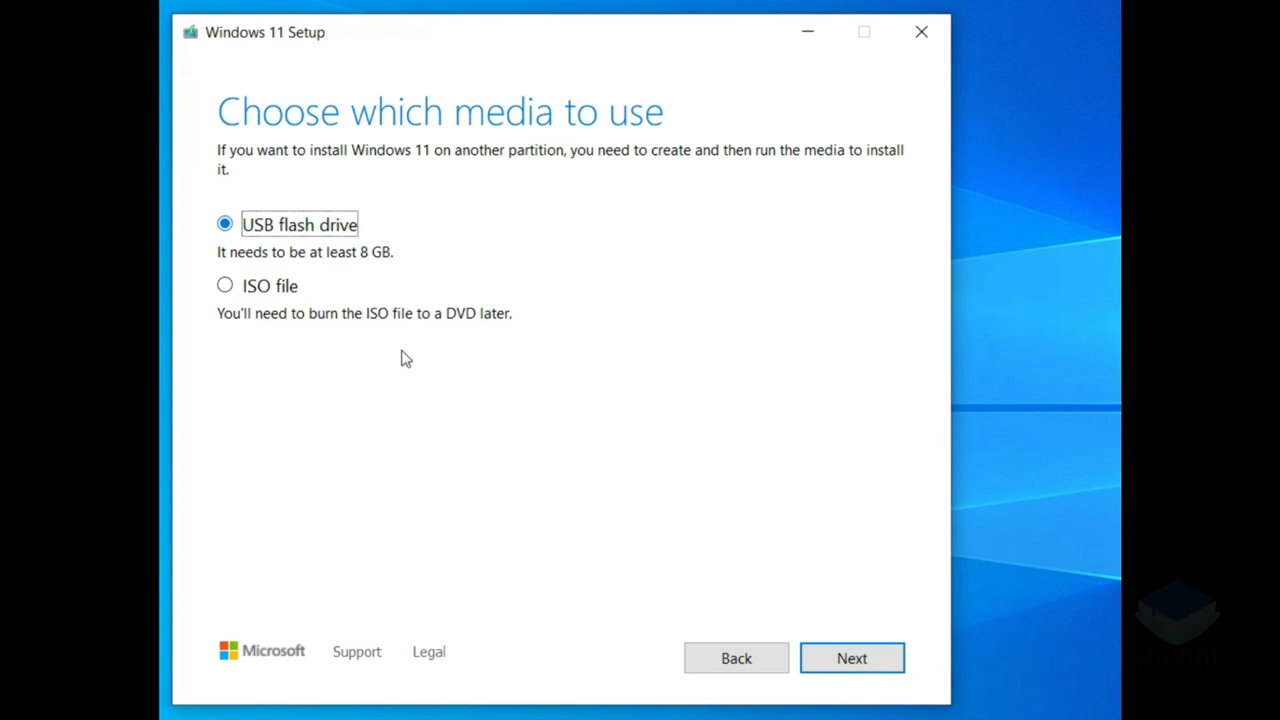 Windows 11 Setup
Choose which media to use
If you want to install Windows 11 on another partition, you need to create and then run the media to install
it.
USB flash drive
It needs to be at least 8 GB.
ISO file
You'll need to burn the ISO file to a DVD later.
Microsoft
Support
Legal
Back
Next